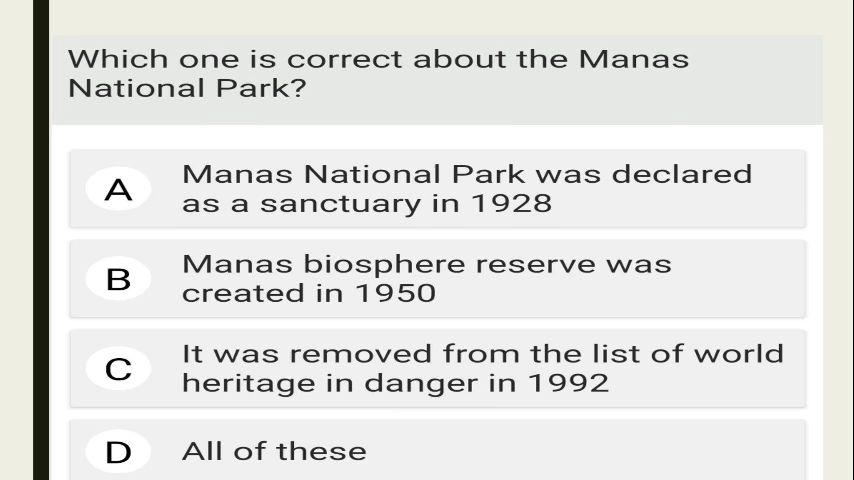 Which one is correct about the Manas
National Park?
A
Manas National Park was declared
as a sanctuary in 1928
B
Manas biosphere reserve was
created in 1950
C
It was removed from the list of world
heritage in danger in 1992
D
All of these